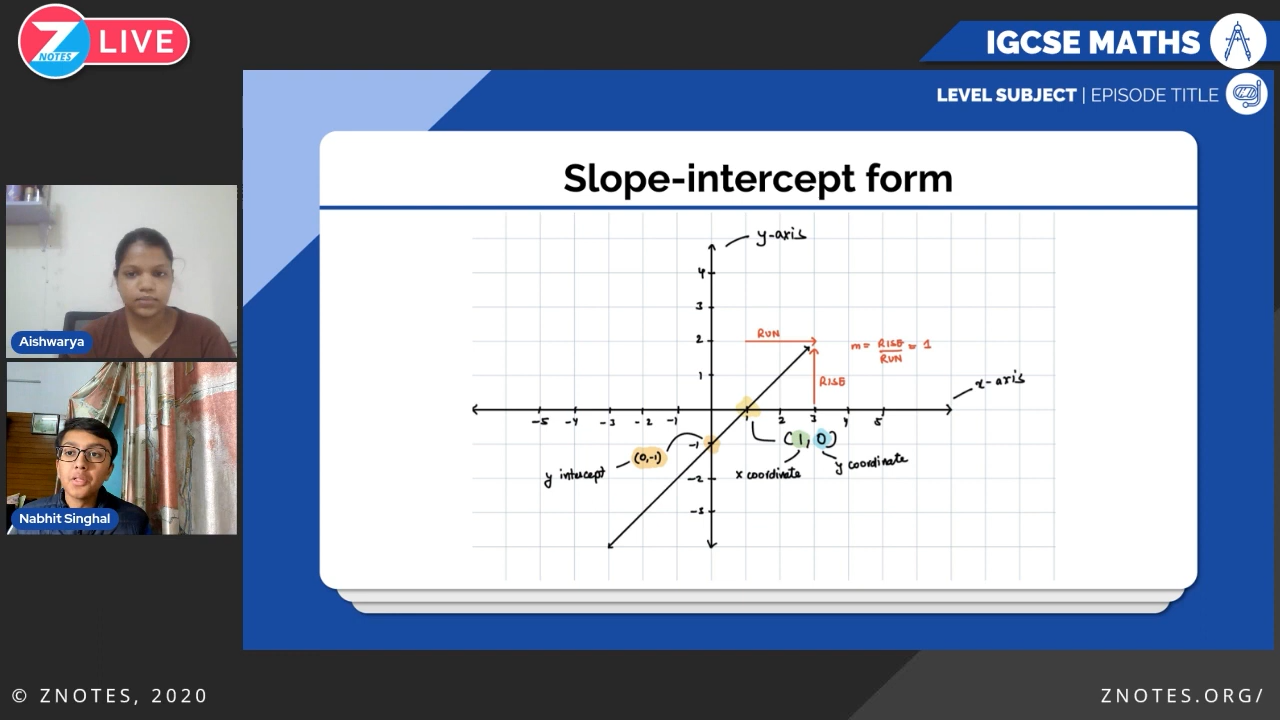 Z NOTES LIVE
IGCSE MATHS
LEVEL SUBJECT | EPISODE TITLE
Slope-intercept form
y-axis
4
3
RUN
2
m = RISE/RUN = 1
1
RISE
x-axis
-5 -4 -3 -2 -1 1 2 3 4 5
-1
(1, 0)
(0,-1)
y intercept
x coordinate
y coordinate
-2
-3
Aishwarya
Nabhit Singhal
© ZNOTES, 2020
ZNOTES.ORG/